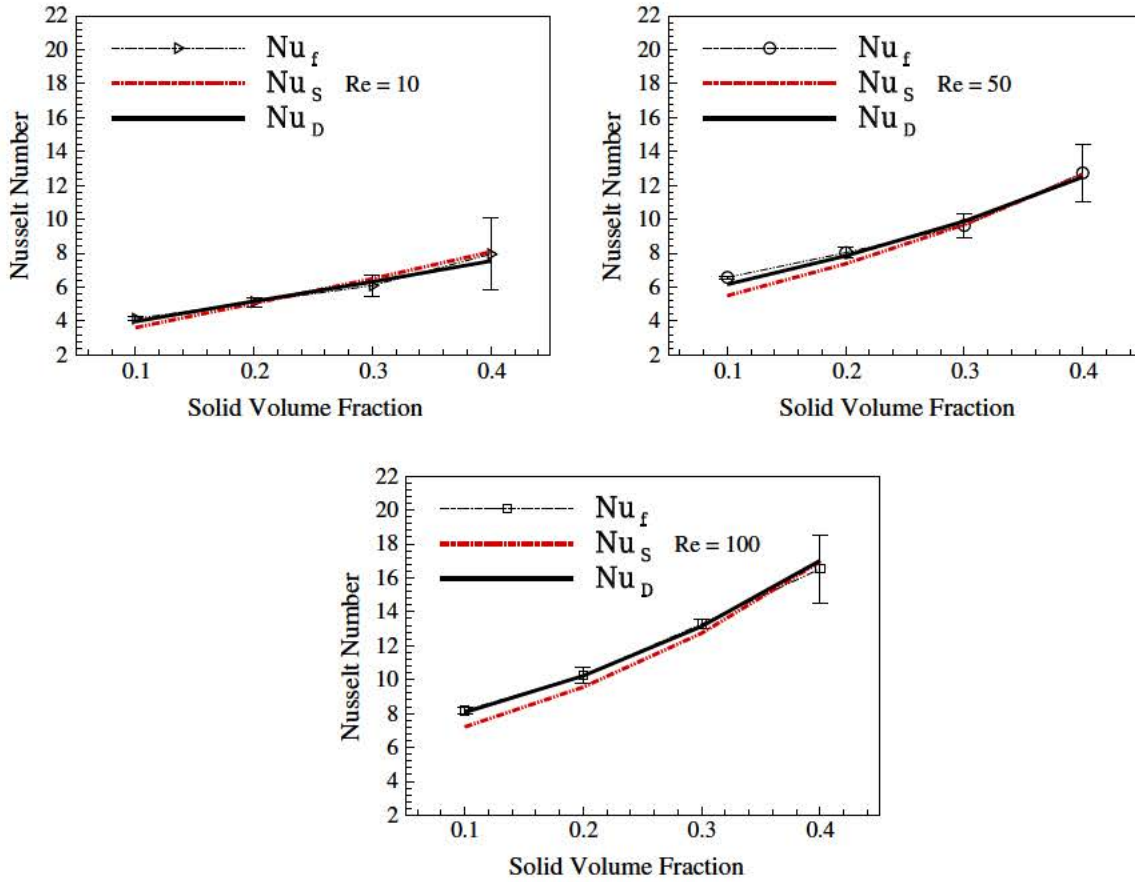 22
20
18
16
14
12
10
8
6
4
2
Nusselt Number
Nu f
Nu S Re = 10
Nu D
0.1 0.2 0.3 0.4
Solid Volume Fraction
22
20
18
16
14
12
10
8
6
4
2
Nusselt Number
Nu f
Nu S Re = 50
Nu D
0.1 0.2 0.3 0.4
Solid Volume Fraction
22
20
18
16
14
12
10
8
6
4
2
Nusselt Number
Nu f
Nu S Re = 100
Nu D
0.1 0.2 0.3 0.4
Solid Volume Fraction